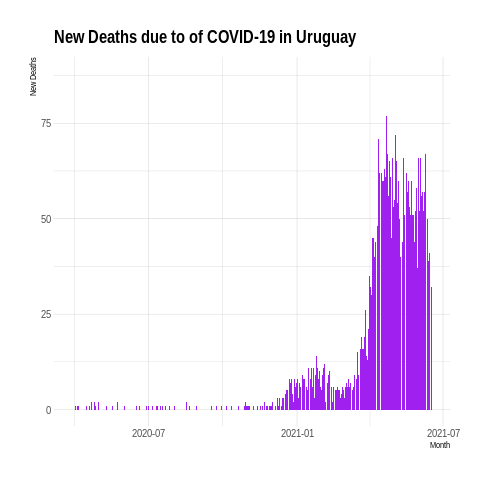 New Deaths due to of COVID-19 in Uruguay
New Deaths
75
50
25
0
2020-07
2021-01
2021-07
Month